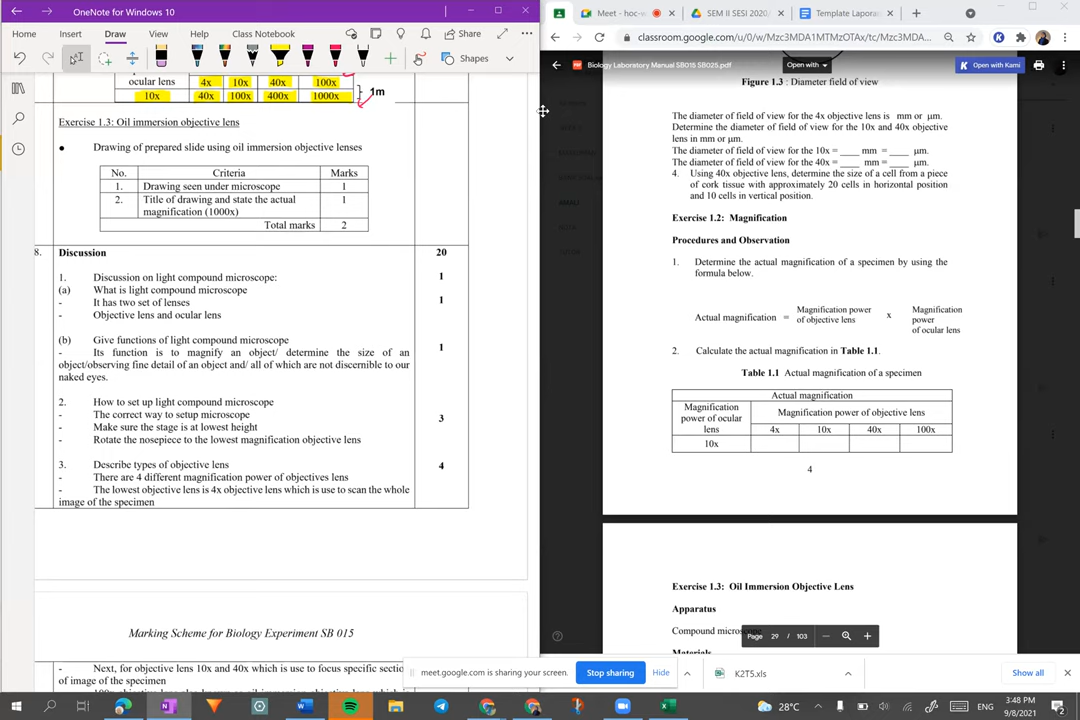 OneNote for Windows 10
Home Insert Draw View Help Class Notebook Share
Shapes
ocular lens 4x 10x 40x 100x
10x 40x 100x 400x 1000x
1m
Exercise 1.3: Oil immersion objective lens
• Drawing of prepared slide using oil immersion objective lenses
No. Criteria Marks
1. Drawing seen under microscope 1
2. Title of drawing and state the actual 1
magnification (1000x)
Total marks 2
8. Discussion 20
1. Discussion on light compound microscope: 1
(a) What is light compound microscope
- It has two set of lenses 1
- Objective lens and ocular lens
(b) Give functions of light compound microscope
- Its function is to magnify an object/ determine the size of an 1
object/observing fine detail of an object and/ all of which are not discernible to our
naked eyes.
2. How to set up light compound microscope
- The correct way to setup microscope 3
- Make sure the stage is at lowest height
- Rotate the nosepiece to the lowest magnification objective lens
3. Describe types of objective lens 4
- There are 4 different magnification power of objectives lens
- The lowest objective lens is 4x objective lens which is use to scan the whole
image of the specimen
Marking Scheme for Biology Experiment SB 015
- Next, for objective lens 10x and 40x which is use to focus specific sectio
of image of the specimen
Meet - hoc-w SEM II SESI 2020/ Template Lapora
classroom.google.com/u/0/w/Mzc3MDA1MTMzOTAx/tc/Mzc3MDA...
Biology Laboratory Manual SB015 SB025.pdf Open with Open with Kami
Figure 1.3 : Diameter field of view
The diameter of field of view for the 4x objective lens is mm or µm.
Determine the diameter of field of view for the 10x and 40x objective
lens in mm or µm.
The diameter of field of view for the 10x = ____ mm = ____ µm.
The diameter of field of view for the 40x = ____ mm = ____ µm.
4. Using 40x objective lens, determine the size of a cell from a piece
of cork tissue with approximately 20 cells in horizontal position
and 10 cells in vertical position.
Exercise 1.2: Magnification
Procedures and Observation
1. Determine the actual magnification of a specimen by using the
formula below.
Actual magnification = Magnification power of objective lens x Magnification power of ocular lens
2. Calculate the actual magnification in Table 1.1.
Table 1.1 Actual magnification of a specimen
Actual magnification
Magnification power of ocular lens Magnification power of objective lens
4x 10x 40x 100x
10x
4
Exercise 1.3: Oil Immersion Objective Lens
Apparatus
Compound microscope
Materials
Page 29 / 103
meet.google.com is sharing your screen. Stop sharing Hide
K2T5.xls
Show all
28°C ENG 3:48 PM
9/8/2021
2